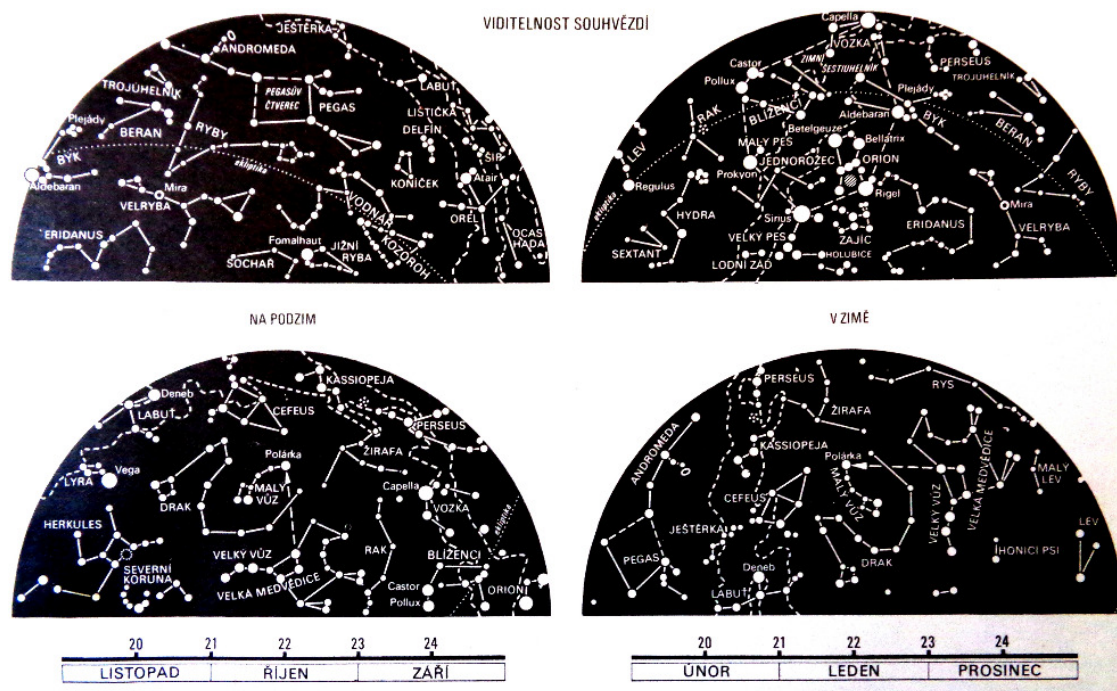 VIDITELNOST SOUHVĚZDÍ
JEŠTĚRKA
ANDROMEDA
TROJÚHELNÍK
PEGASŮV
ČTVEREC
PEGAS
LABUŤ
LIŠTIČKA
DELFÍN
Plejády
BERAN
RYBY
BÝK
ekliptika
KONÍČEK
ŠÍP
Atair
Aldebaran
Mira
VELRYBA
VODNÁŘ
OREL
KOZOROH
OCAS
HADA
ERIDANUS
Fomalhaut
SOCHAŘ
JIŽNÍ
RYBA
Capella
VOZKA
PERSEUS
Castor
ZIMNÍ
ŠESTIÚHELNÍK
TROJÚHELNÍK
Pollux
Plejády
RAK
BLÍŽENCI
Aldebaran
BÝK
BERAN
Betelgeuze
Bellatrix
LEV
MALÝ PES
JEDNOROŽEC
ORION
Regulus
Prokyon
Rigel
RYBY
ekliptika
HYDRA
Sirius
Mira
SEXTANT
VELKÝ PES
ZAJÍC
ERIDANUS
VELRYBA
LODNÍ ZÁĎ
HOLUBICE
NA PODZIM
V ZIMĚ
KASSIOPEJA
Deneb
LABUŤ
CEFEUS
PERSEUS
ŽIRAFA
Polárka
Vega
LYRA
MALÝ
VŮZ
Capella
DRAK
VOZKA
ekliptika
HERKULES
VELKÝ VŮZ
RAK
BLÍŽENCI
SEVERNÍ
KORUNA
VELKÁ MEDVĚDICE
Castor
ORION
Pollux
PERSEUS
RYS
ŽIRAFA
KASSIOPEJA
ANDROMEDA
Polárka
VELKÁ MEDVĚDICE
MALÝ
LEV
CEFEUS
MALÝ VŮZ
VELKÝ VŮZ
JEŠTĚRKA
LEV
HONICÍ PSI
PEGAS
DRAK
Deneb
LABUŤ
20 21 22 23 24
LISTOPAD ŘÍJEN ZÁŘÍ
20 21 22 23 24
ÚNOR LEDEN PROSINEC